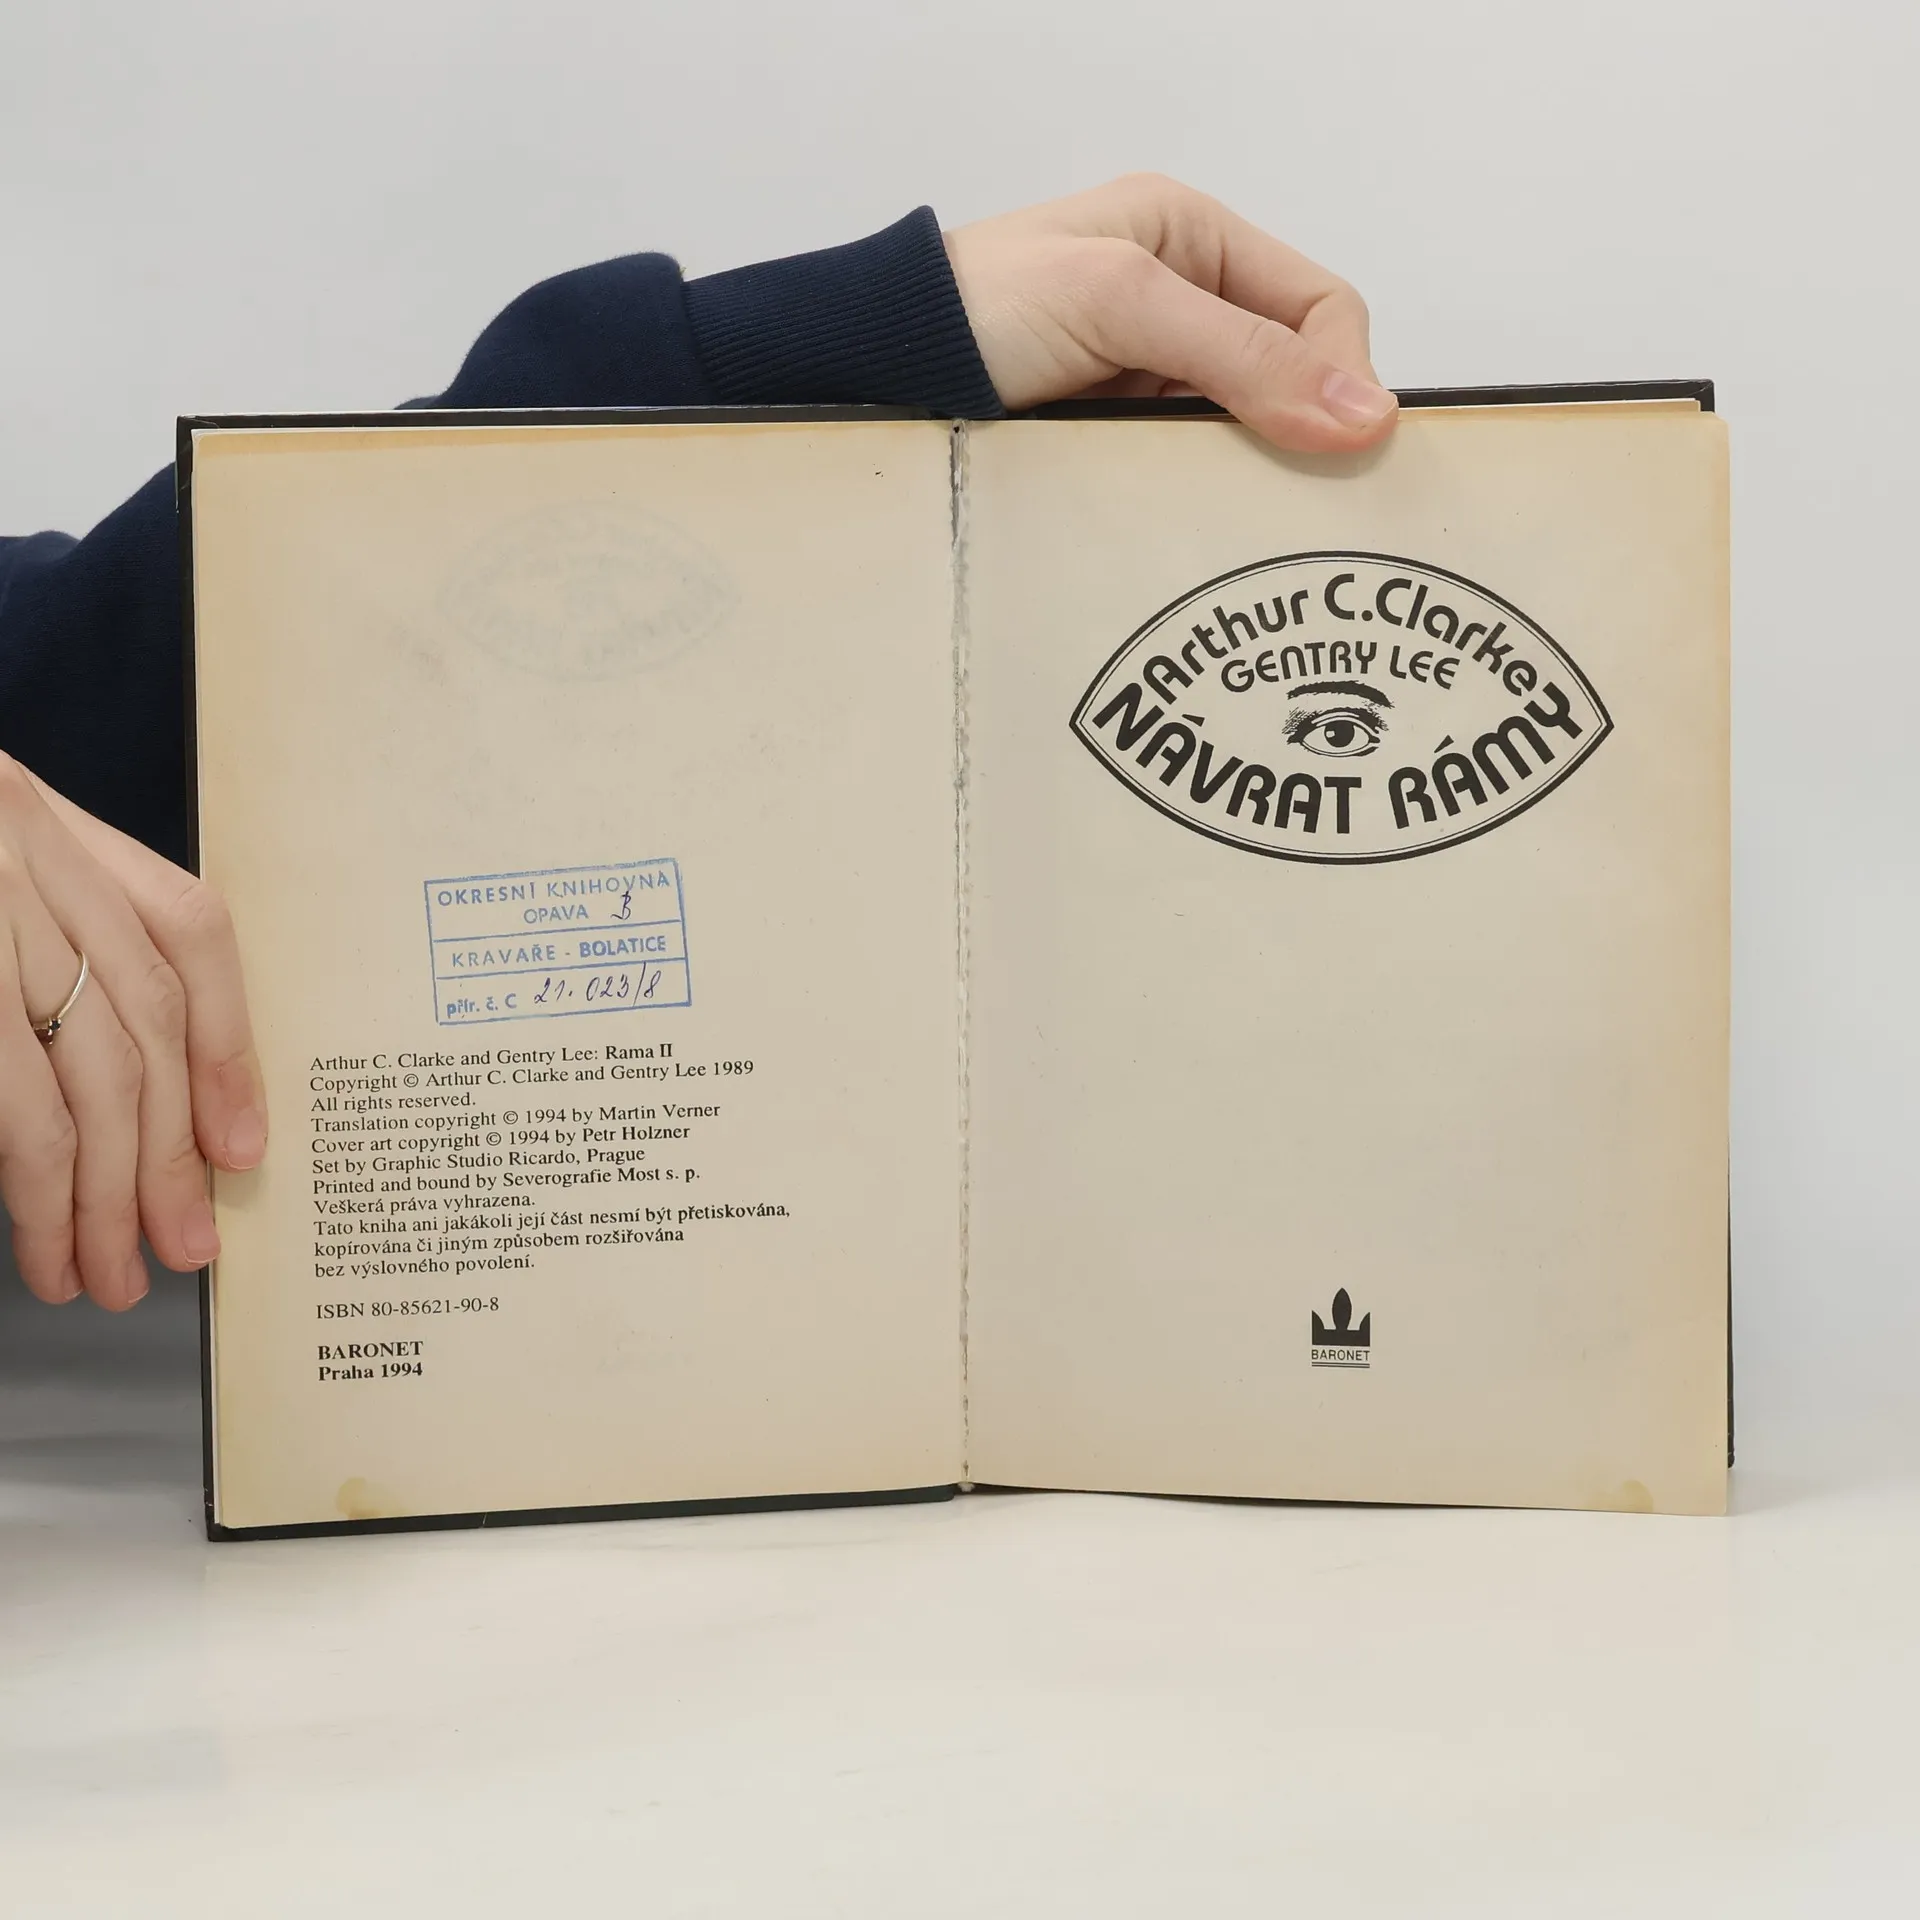 OKRESNÍ KNIHOVNA
OPAVA B
KRAVAŘE - BOLATICE
přír. č. C 21. 023/8
Arthur C. Clarke and Gentry Lee: Rama II
Copyright © Arthur C. Clarke and Gentry Lee 1989
All rights reserved.
Translation copyright © 1994 by Martin Verner
Cover art copyright © 1994 by Petr Holzner
Set by Graphic Studio Ricardo, Prague
Printed and bound by Severografie Most s. p.
Veškerá práva vyhrazena.
Tato kniha ani jakákoli její část nesmí být přetiskována,
kopírována či jiným způsobem rozšiřována
bez výslovného povolení.
ISBN 80-85621-90-8
BARONET
Praha 1994
Arthur C. Clarke
GENTRY LEE
NÁVRAT RÁMY
BARONET